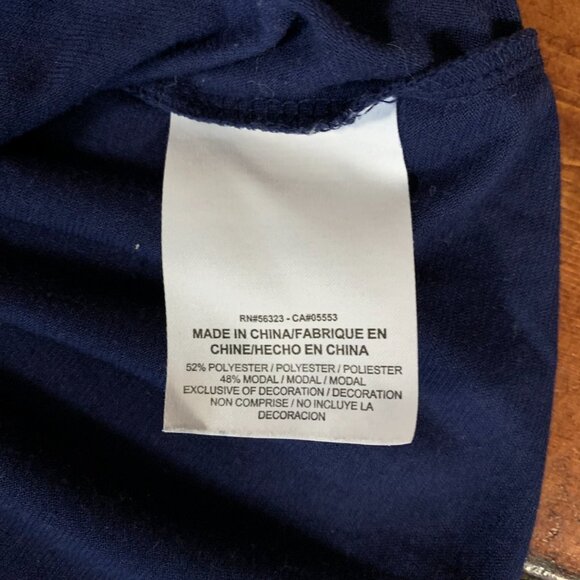 RN#56323 - CA#05553
MADE IN CHINA/FABRIQUE EN
CHINE/HECHO EN CHINA
52% POLYESTER / POLYESTER / POLIESTER
48% MODAL / MODAL / MODAL
EXCLUSIVE OF DECORATION / DECORATION
NON COMPRISE / NO INCLUYE LA
DECORACION